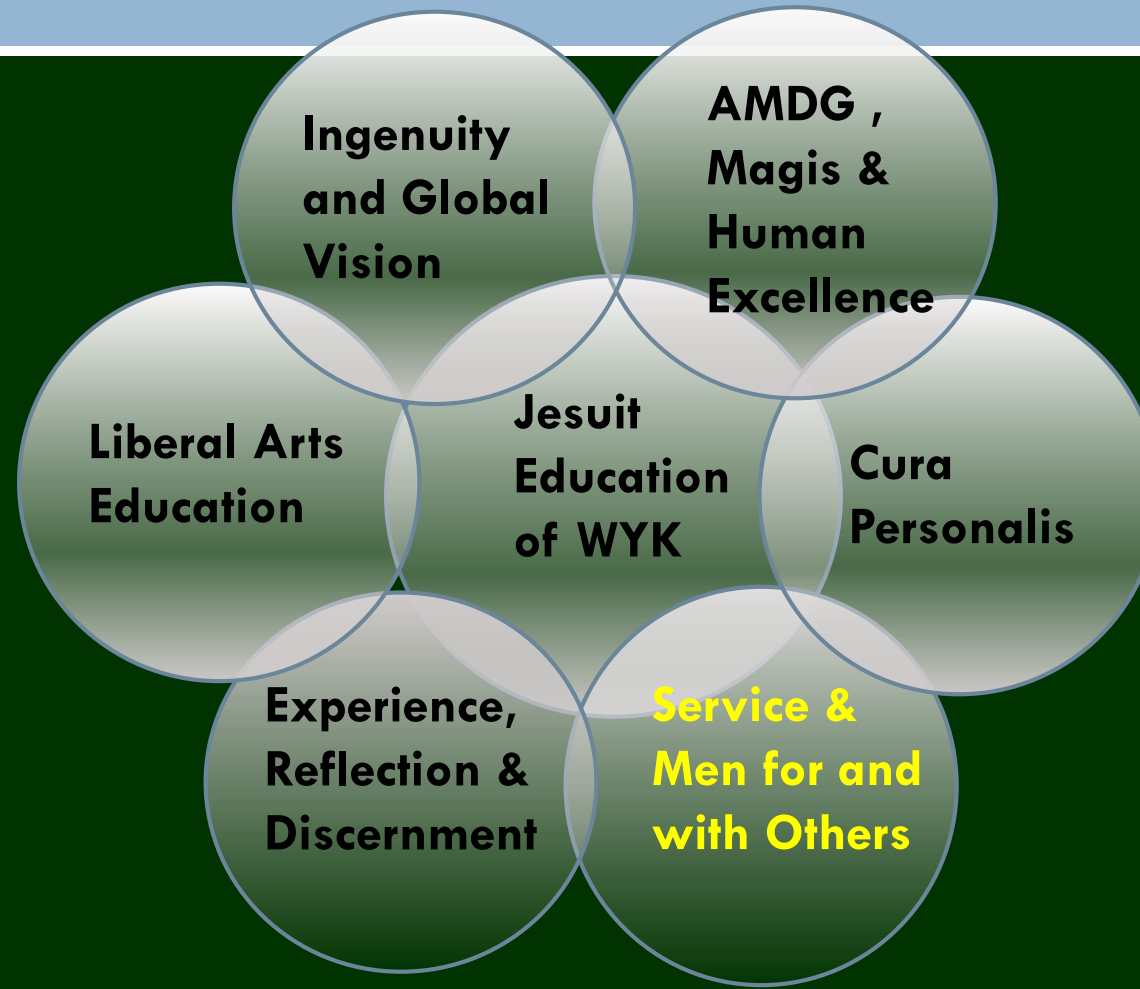 Ingenuity
and Global
Vision
AMDG ,
Magis &
Human
Excellence
Liberal Arts
Education
Jesuit
Education
of WYK
Cura
Personalis
Experience,
Reflection &
Discernment
Service &
Men for and
with Others